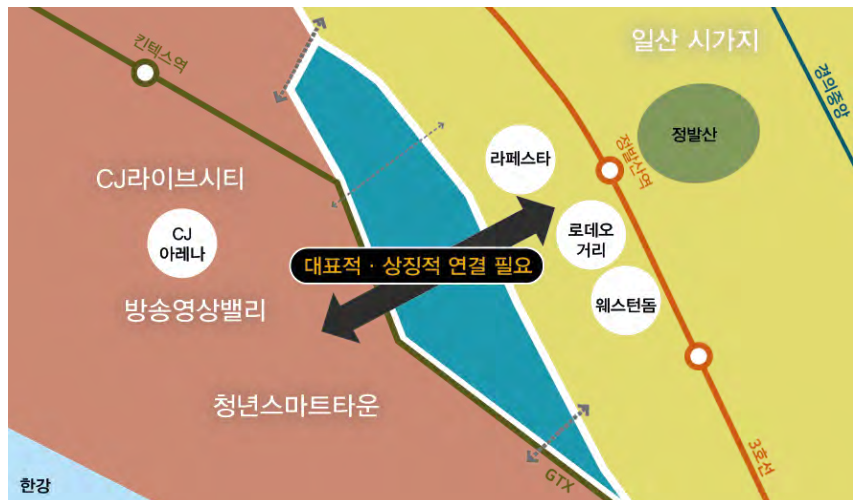 일산 시가지
킨텍스역
경의중앙
정발산
라페스타
정발산역
CJ라이브시티
CJ
아레나
로데오
거리
대표적 · 상징적 연결 필요
방송영상밸리
웨스턴돔
청년스마트타운
3호선
GTX
한강